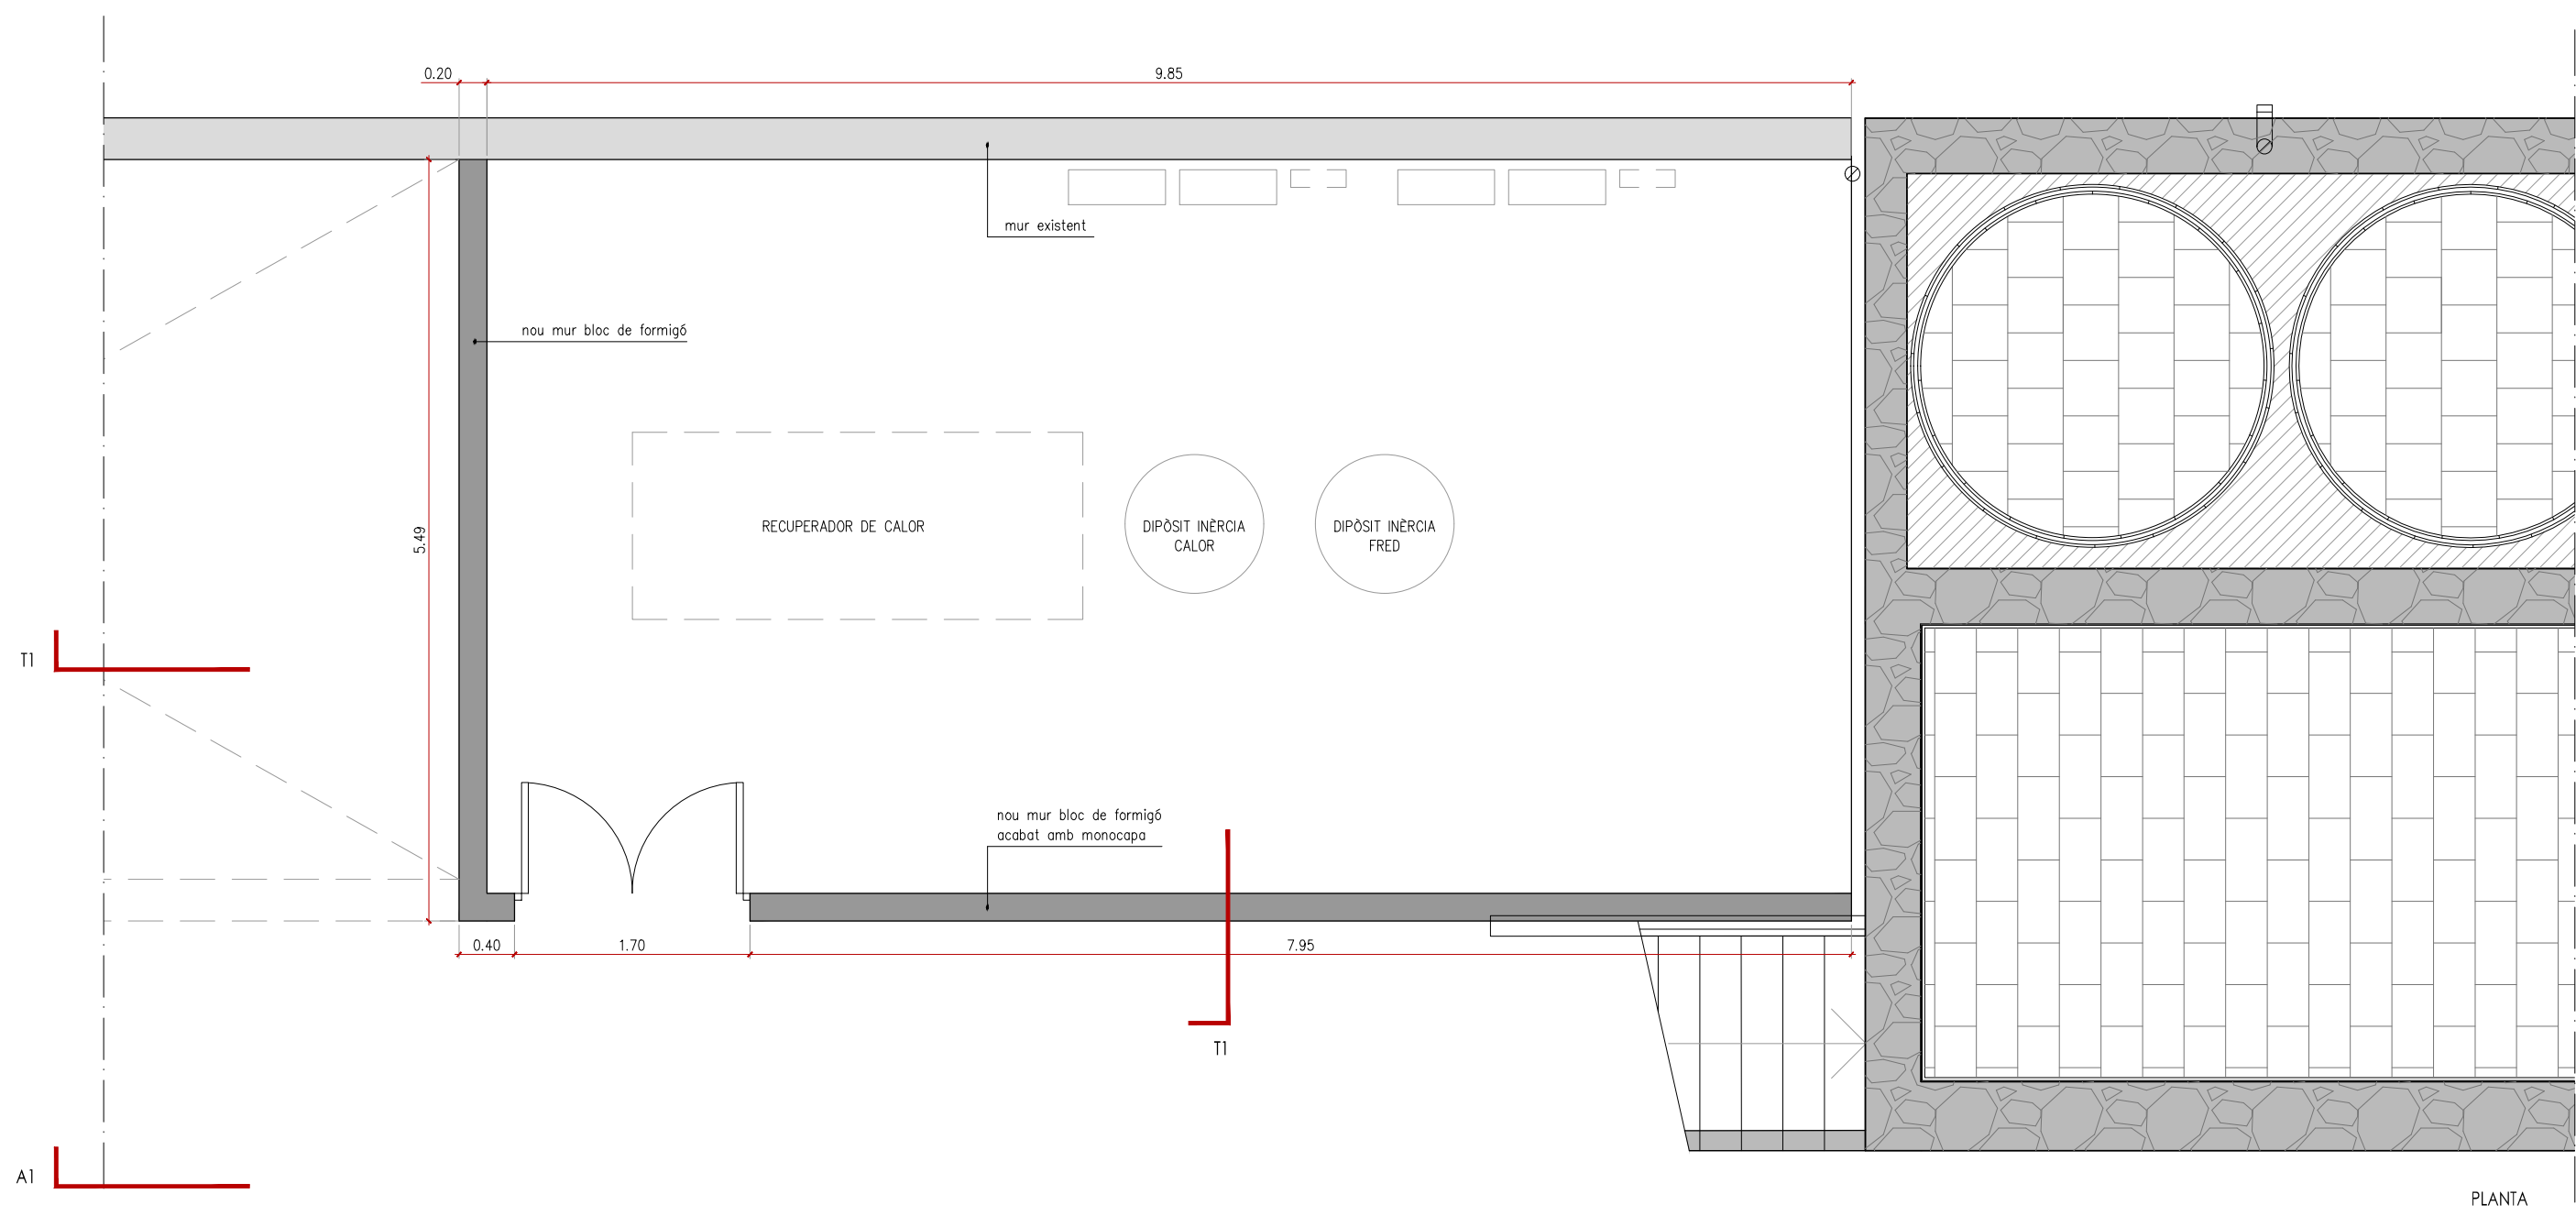 0.20
9.85
mur existent
nou mur bloc de formigó
5.49
RECUPERADOR DE CALOR
DIPÒSIT INÈRCIA
CALOR
DIPÒSIT INÈRCIA
FRED
T1
nou mur bloc de formigó
acabat amb monocapa
0.40
1.70
7.95
T1
A1
PLANTA